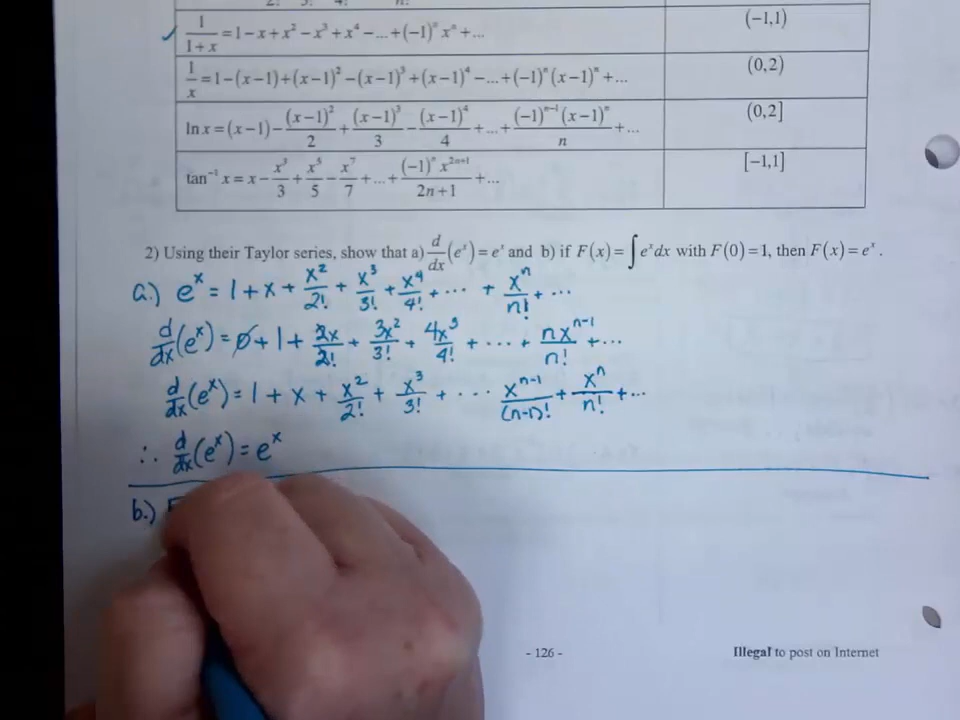 1/(1+x) = 1 − x + x² − x³ + x⁴ − ... + (−1)ⁿ xⁿ + ... (−1,1)
1/x = 1 − (x−1) + (x−1)² − (x−1)³ + (x−1)⁴ − ... + (−1)ⁿ (x−1)ⁿ + ... (0,2)
ln x = (x−1) − (x−1)²/2 + (x−1)³/3 − (x−1)⁴/4 + ... + (−1)ⁿ⁻¹ (x−1)ⁿ/n + ... (0,2]
tan⁻¹ x = x − x³/3 + x⁵/5 − x⁷/7 + ... + (−1)ⁿ x²ⁿ⁺¹/(2n+1) + ... [−1,1]
2) Using their Taylor series, show that a) d/dx (eˣ) = eˣ and b) if F(x) = ∫ eˣ dx with F(0) = 1, then F(x) = eˣ.
a.) eˣ = 1 + x + x²/2! + x³/3! + x⁴/4! + ... + xⁿ/n! + ...
d/dx (eˣ) = 0 + 1 + 2x/2! + 3x²/3! + 4x³/4! + ... + nxⁿ⁻¹/n! + ...
d/dx (eˣ) = 1 + x + x²/2! + x³/3! + ... xⁿ⁻¹/(n−1)! + xⁿ/n! + ...
∴ d/dx (eˣ) = eˣ
b.)
- 126 -
Illegal to post on Internet